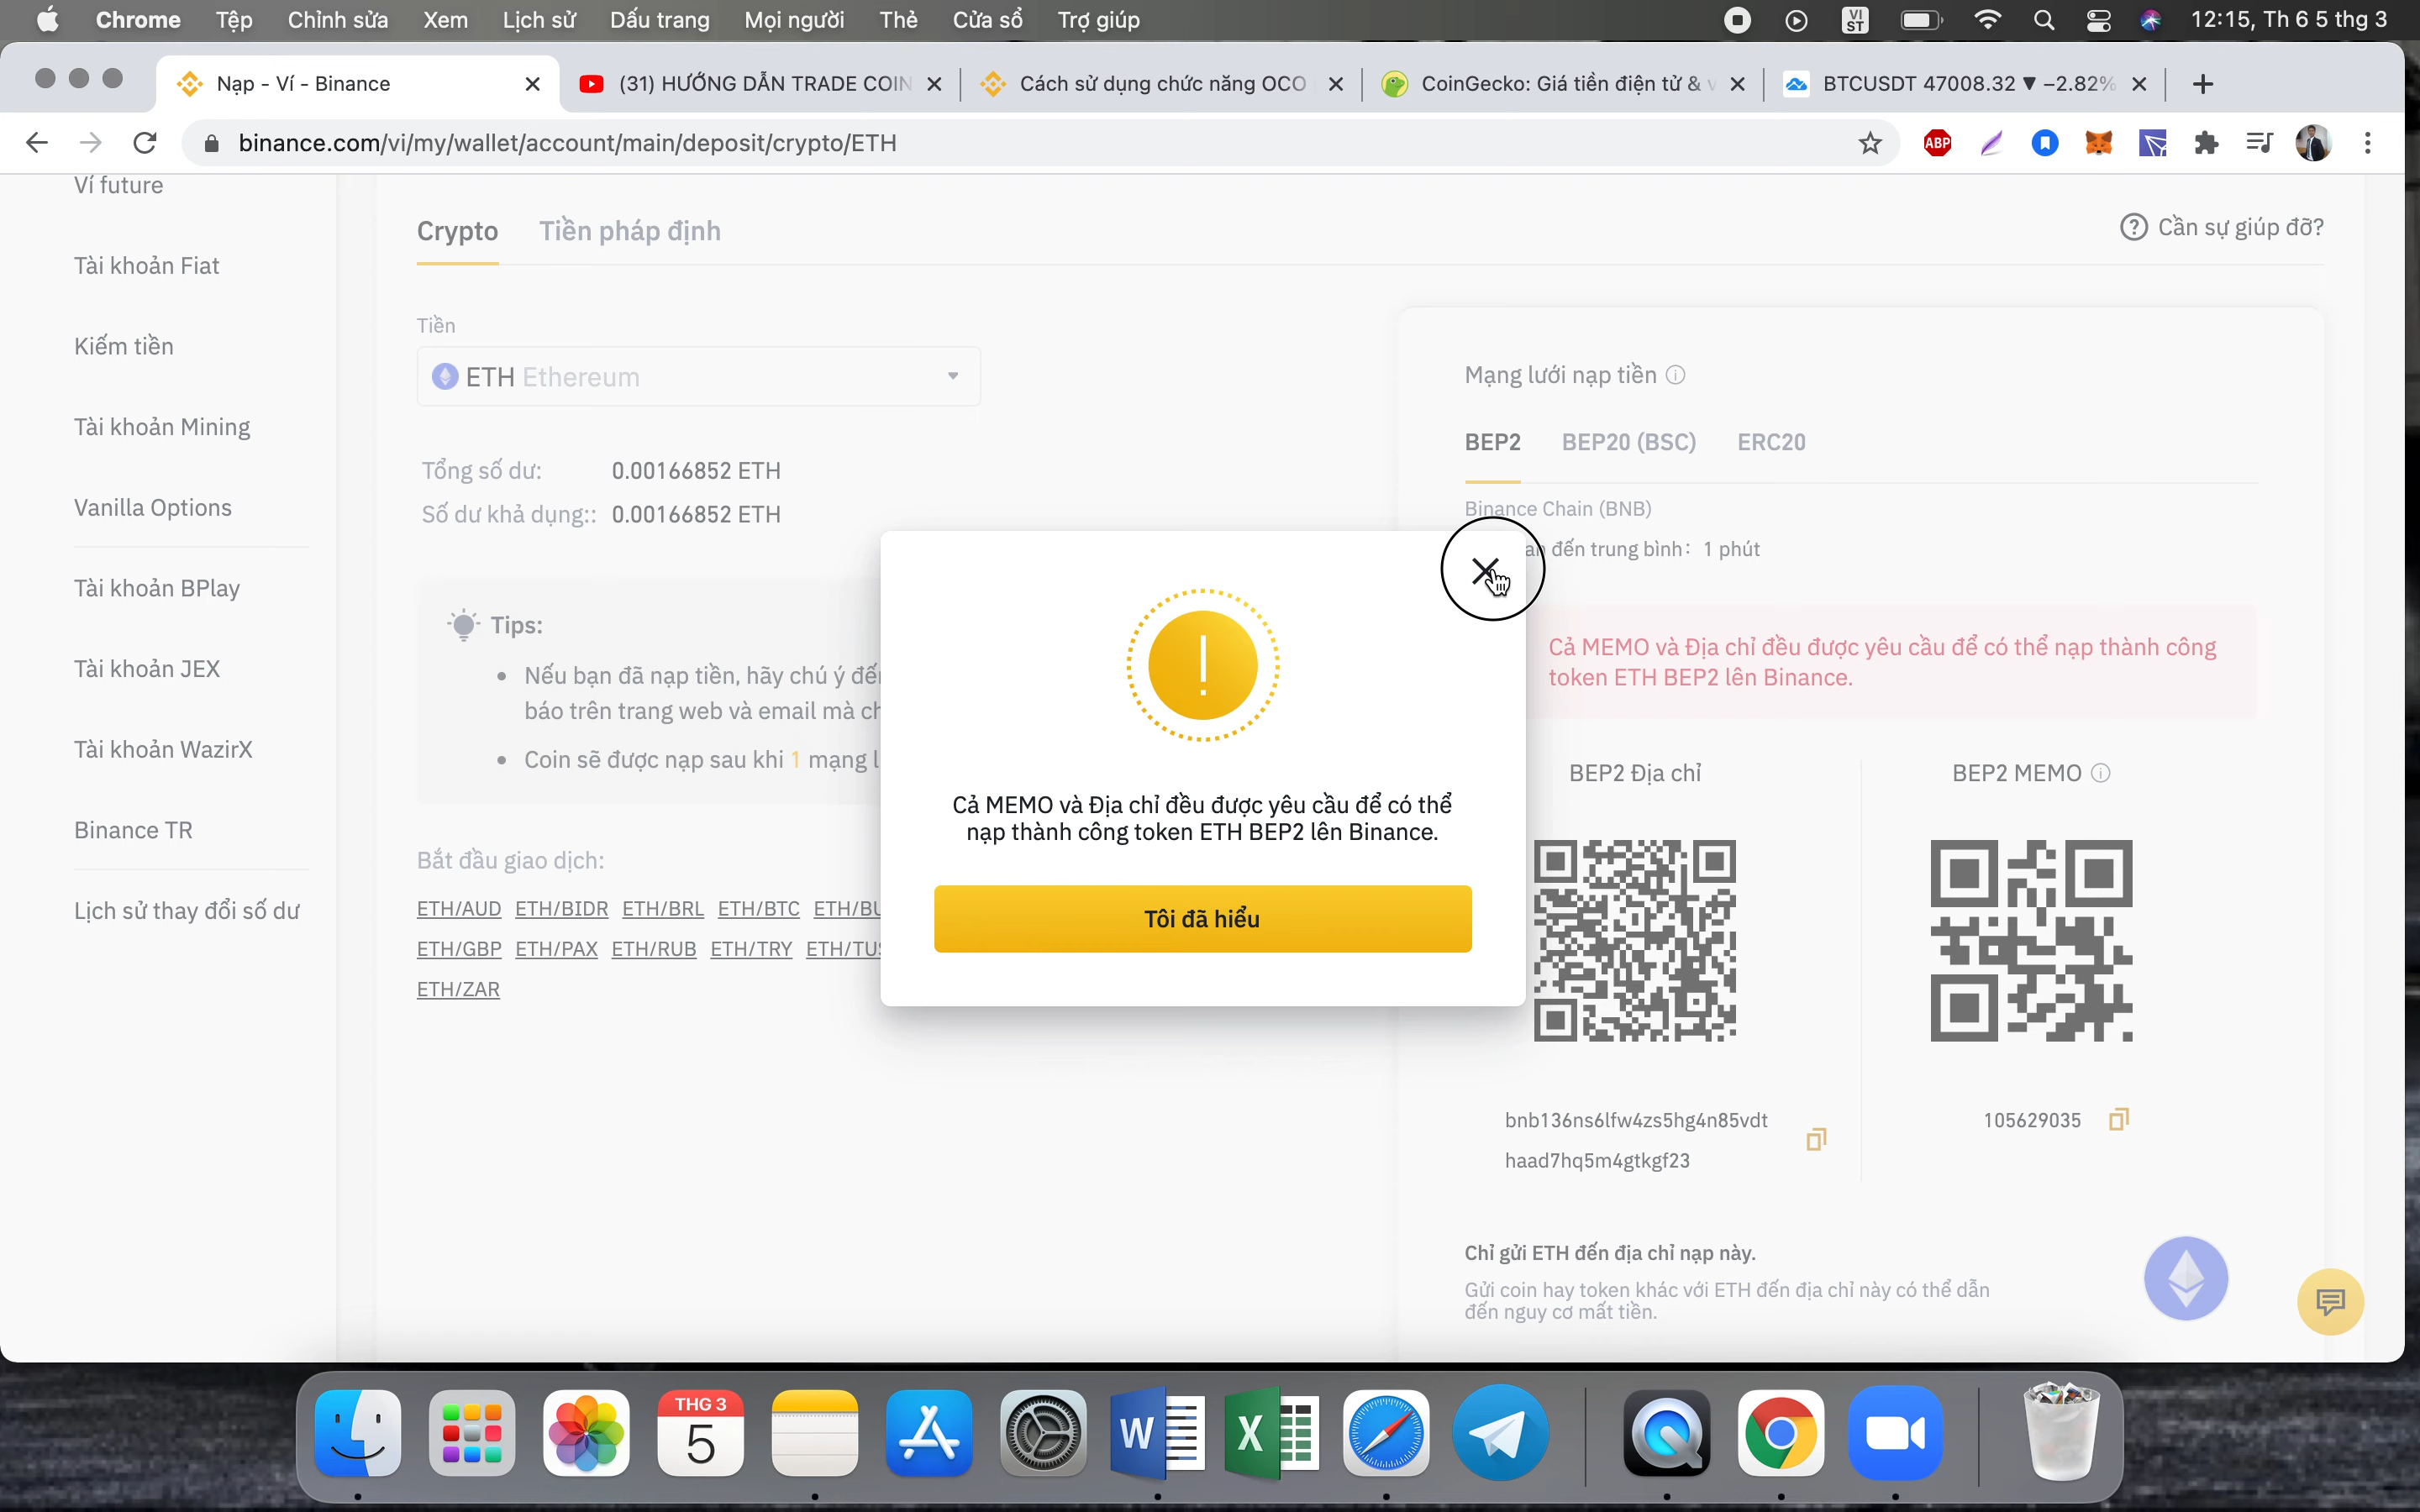 Chrome Tệp Chỉnh sửa Xem Lịch sử Dấu trang Mọi người Thẻ Cửa sổ Trợ giúp VI ST 12:15, Th 6 5 thg 3
Nạp - Ví - Binance (31) HƯỚNG DẪN TRADE COIN Cách sử dụng chức năng OCO CoinGecko: Giá tiền điện tử & BTCUSDT 47008.32 ▼ −2.82%
binance.com/vi/my/wallet/account/main/deposit/crypto/ETH ABP
Ví future
Tài khoản Fiat
Kiếm tiền
Tài khoản Mining
Vanilla Options
Tài khoản BPlay
Tài khoản JEX
Tài khoản WazirX
Binance TR
Lịch sử thay đổi số dư
Crypto Tiền pháp định
Cần sự giúp đỡ?
Tiền
ETH Ethereum
Tổng số dư: 0.00166852 ETH
Số dư khả dụng:: 0.00166852 ETH
Tips:
Nếu bạn đã nạp tiền, hãy chú ý
báo trên trang web và email mà
Coin sẽ được nạp sau khi 1 mạng
Bắt đầu giao dịch:
ETH/AUD ETH/BIDR ETH/BRL ETH/BTC ETH/BU
ETH/GBP ETH/PAX ETH/RUB ETH/TRY ETH/TUS
ETH/ZAR
Cả MEMO và Địa chỉ đều được yêu cầu để có thể
nạp thành công token ETH BEP2 lên Binance.
Tôi đã hiểu
Mạng lưới nạp tiền
BEP2 BEP20 (BSC) ERC20
Binance Chain (BNB)
đến trung bình: 1 phút
Cả MEMO và Địa chỉ đều được yêu cầu để có thể nạp thành công
token ETH BEP2 lên Binance.
BEP2 Địa chỉ
BEP2 MEMO
bnb136ns6lfw4zs5hg4n85vdt
haad7hq5m4gtkgf23
105629035
Chỉ gửi ETH đến địa chỉ nạp này.
Gửi coin hay token khác với ETH đến địa chỉ này có thể dẫn
đến nguy cơ mất tiền.
THG 3
5
W
X